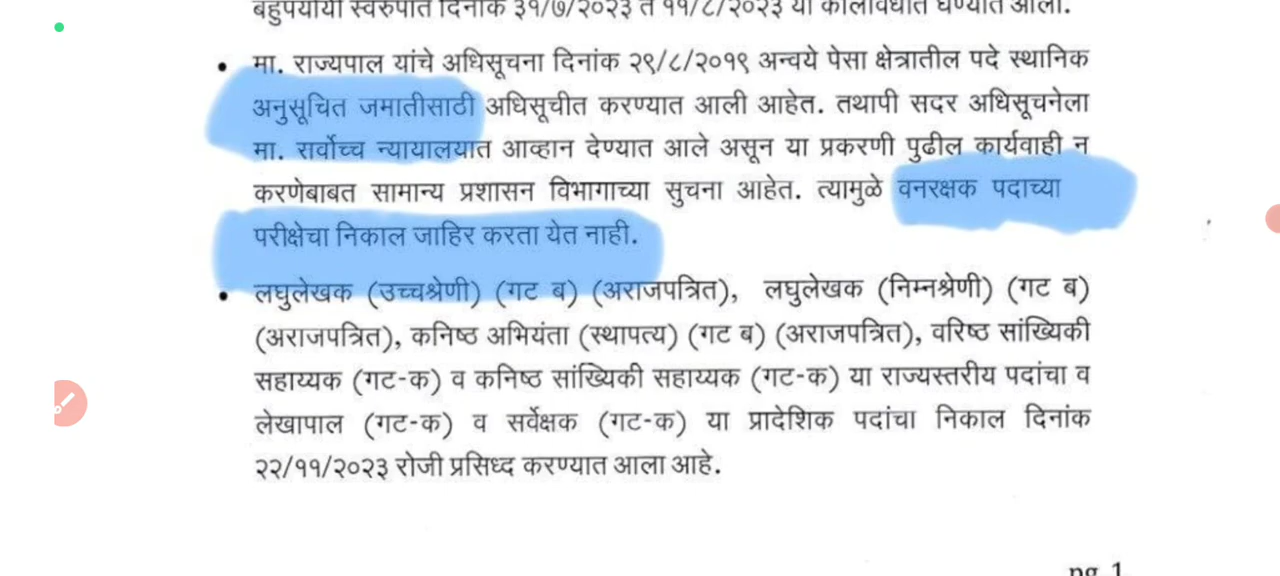 बहुपर्यायी स्वरुपात दिनांक ३१/७/२०२३ ते ११/८/२०२३ या कालावधीत घेण्यात आली.
• मा. राज्यपाल यांचे अधिसूचना दिनांक २९/८/२०१९ अन्वये पेसा क्षेत्रातील पदे स्थानिक
अनुसूचित जमातीसाठी अधिसूचीत करण्यात आली आहेत. तथापी सदर अधिसूचनेला
मा. सर्वोच्च न्यायालयात आव्हान देण्यात आले असून या प्रकरणी पुढील कार्यवाही न
करणेबाबत सामान्य प्रशासन विभागाच्या सुचना आहेत. त्यामुळे वनरक्षक पदाच्या
परीक्षेचा निकाल जाहिर करता येत नाही.
• लघुलेखक (उच्चश्रेणी) (गट ब) (अराजपत्रित), लघुलेखक (निम्नश्रेणी) (गट ब)
(अराजपत्रित), कनिष्ठ अभियंता (स्थापत्य) (गट ब) (अराजपत्रित), वरिष्ठ सांख्यिकी
सहाय्यक (गट-क) व कनिष्ठ सांख्यिकी सहाय्यक (गट-क) या राज्यस्तरीय पदांचा व
लेखापाल (गट-क) व सर्वेक्षक (गट-क) या प्रादेशिक पदांचा निकाल दिनांक
२२/११/२०२३ रोजी प्रसिध्द करण्यात आला आहे.
pg. 1